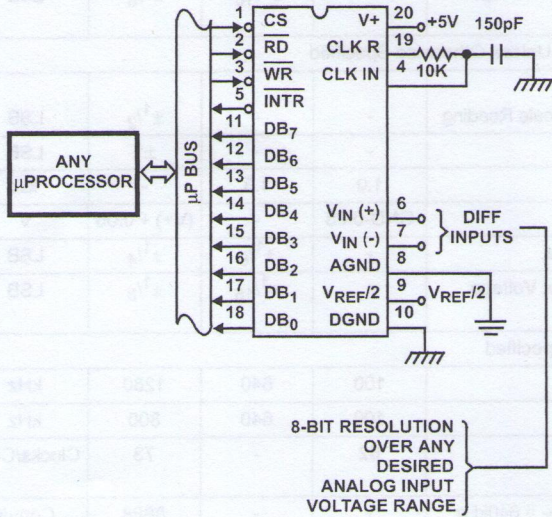 1 CS V+ 20 +5V 150pF
2 RD CLK R 19
3 WR CLK IN 4 10K
5 INTR
11 DB7
12 DB6
13 DB5
14 DB4 VIN (+) 6
15 DB3 VIN (-) 7
16 DB2 AGND 8
17 DB1 VREF/2 9 VREF/2
18 DB0 DGND 10
ANY
μPROCESSOR
μP BUS
DIFF
INPUTS
8-BIT RESOLUTION
OVER ANY
DESIRED
ANALOG INPUT
VOLTAGE RANGE